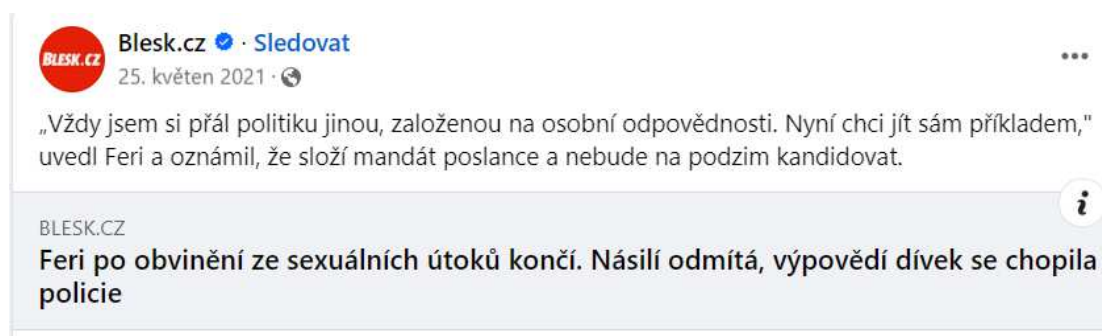 BLESK.CZ
Blesk.cz · Sledovat
25. květen 2021 ·
„Vždy jsem si přál politiku jinou, založenou na osobní odpovědnosti. Nyní chci jít sám příkladem,"
uvedl Feri a oznámil, že složí mandát poslance a nebude na podzim kandidovat.
BLESK.CZ
Feri po obvinění ze sexuálních útoků končí. Násilí odmítá, výpovědí dívek se chopila
policie